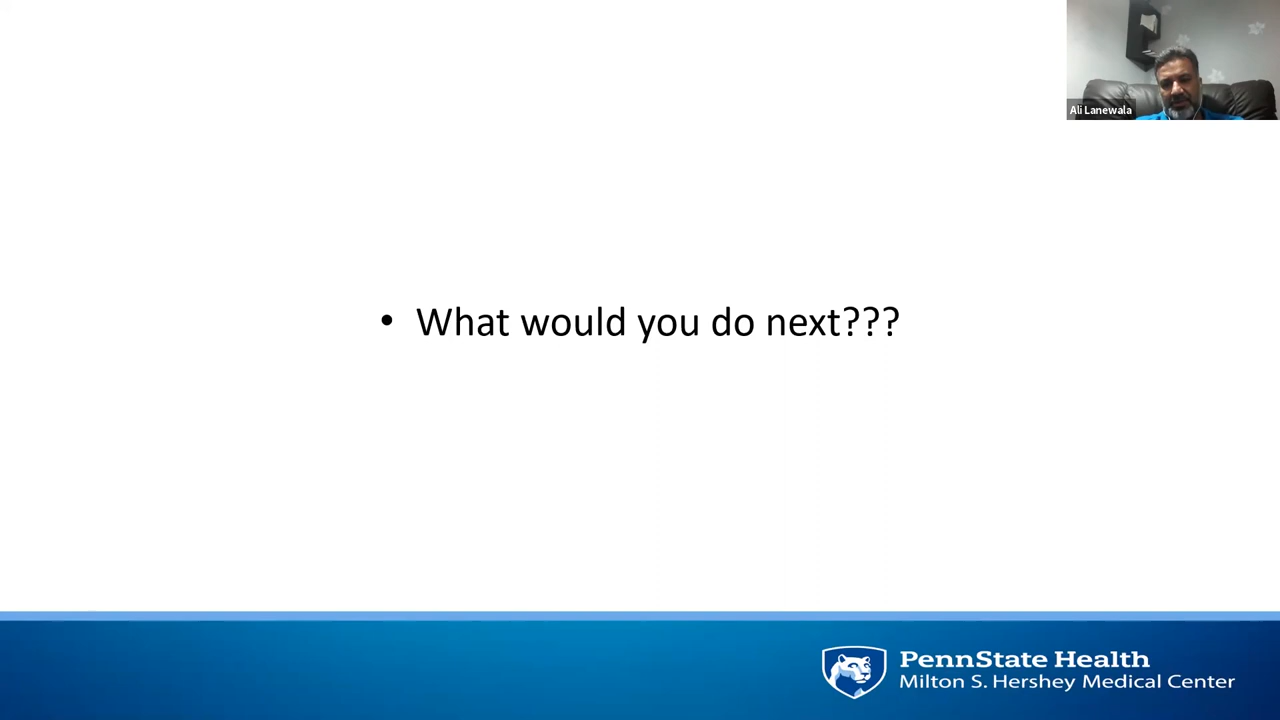 Ali Lanewala
• What would you do next???
PennState Health
Milton S. Hershey Medical Center